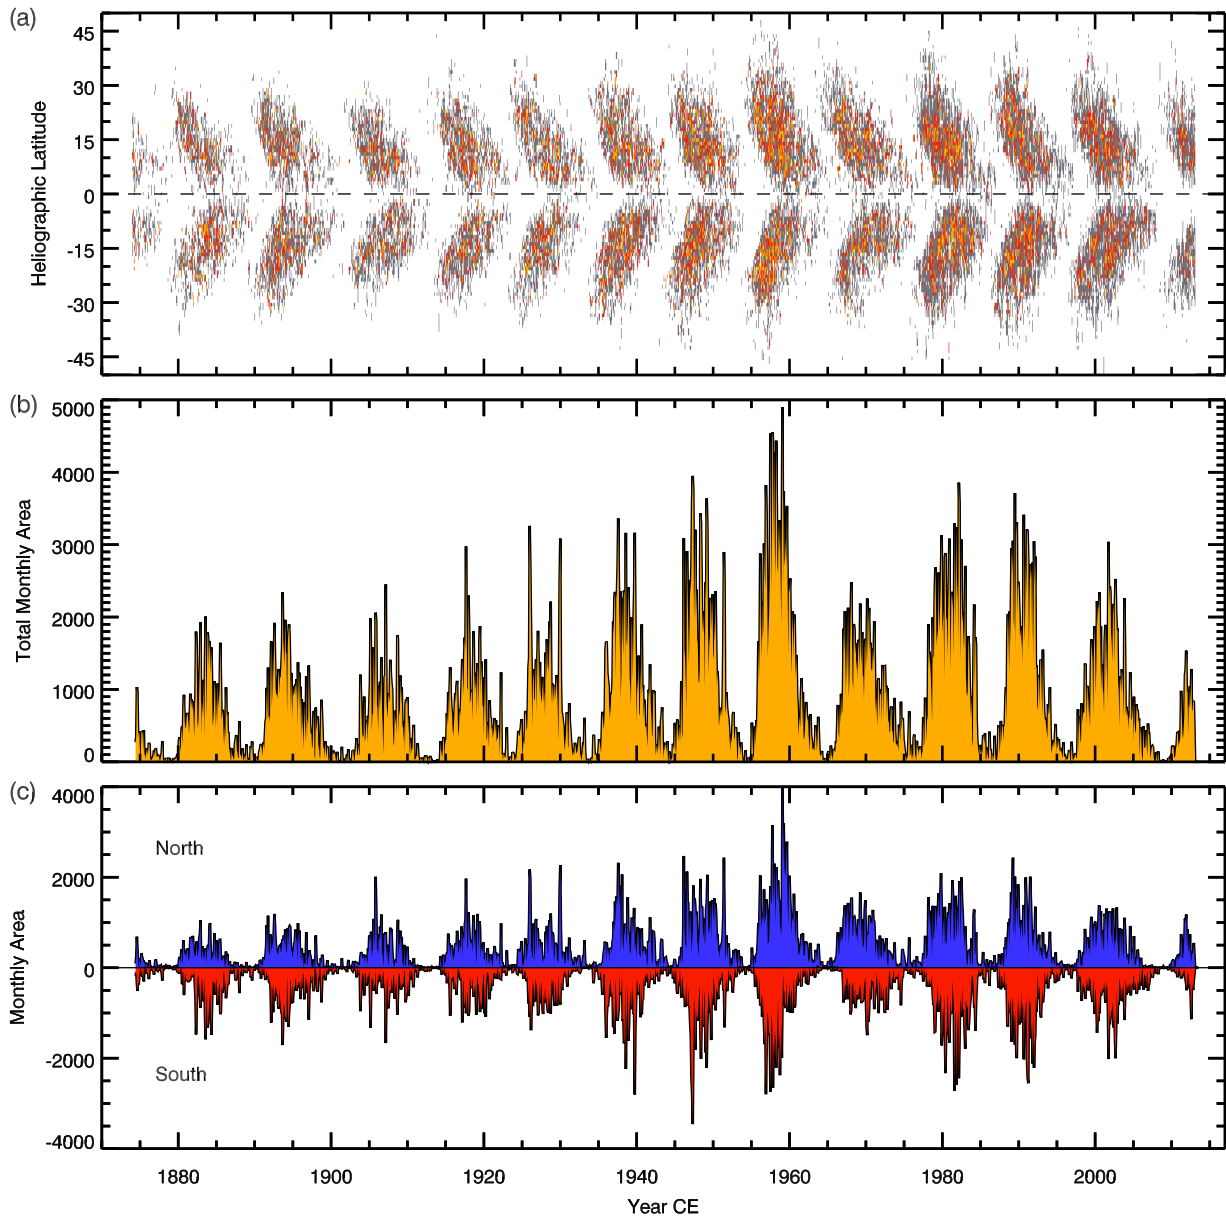 (a)
45
30
15
0
-15
-30
-45
Heliographic Latitude
(b)
5000
4000
3000
2000
1000
0
Total Monthly Area
(c)
4000
2000
0
-2000
-4000
Monthly Area
North
South
1880 1900 1920 1940 1960 1980 2000
Year CE